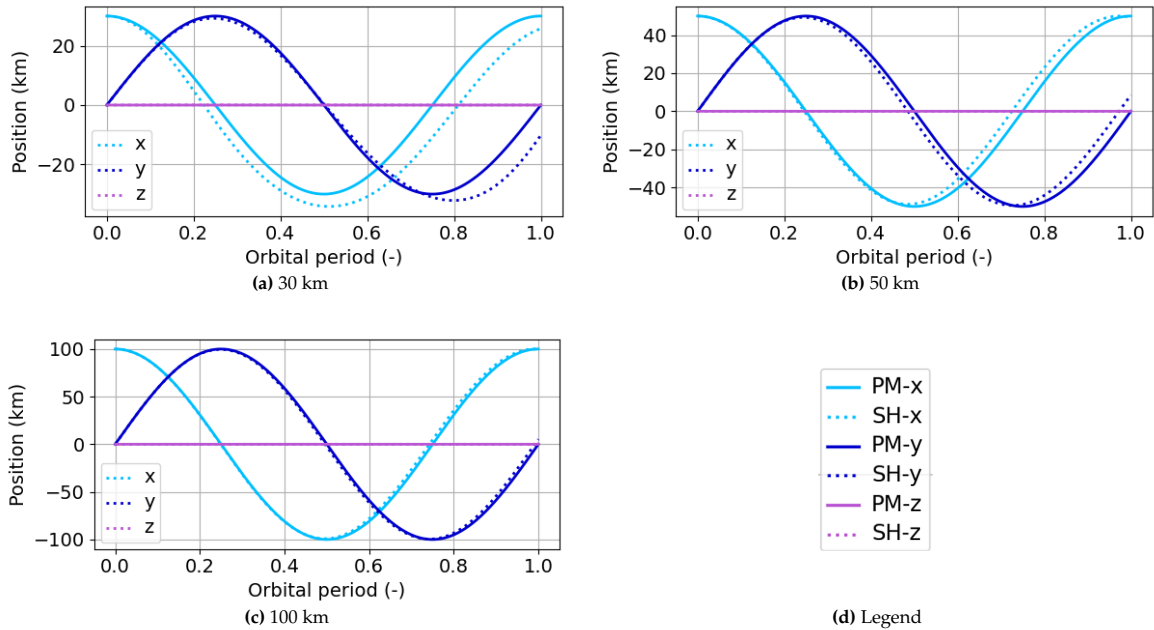 20
0
−20
Position (km)
x
y
z
0.0 0.2 0.4 0.6 0.8 1.0
Orbital period (-)
(a) 30 km
40
20
0
−20
−40
Position (km)
x
y
z
0.0 0.2 0.4 0.6 0.8 1.0
Orbital period (-)
(b) 50 km
100
50
0
−50
−100
Position (km)
x
y
z
0.0 0.2 0.4 0.6 0.8 1.0
Orbital period (-)
(c) 100 km
PM-x
SH-x
PM-y
SH-y
PM-z
SH-z
(d) Legend